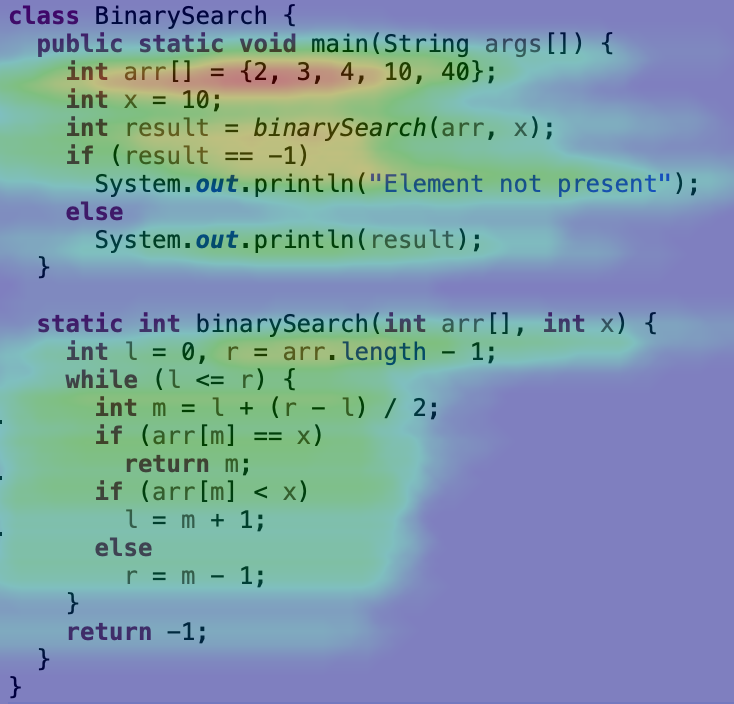 class BinarySearch {
  public static void main(String args[]) {
    int arr[] = {2, 3, 4, 10, 40};
    int x = 10;
    int result = binarySearch(arr, x);
    if (result == -1)
      System.out.println("Element not present");
    else
      System.out.println(result);
  }

  static int binarySearch(int arr[], int x) {
    int l = 0, r = arr.length - 1;
    while (l <= r) {
      int m = l + (r - l) / 2;
      if (arr[m] == x)
        return m;
      if (arr[m] < x)
        l = m + 1;
      else
        r = m - 1;
    }
    return -1;
  }
}